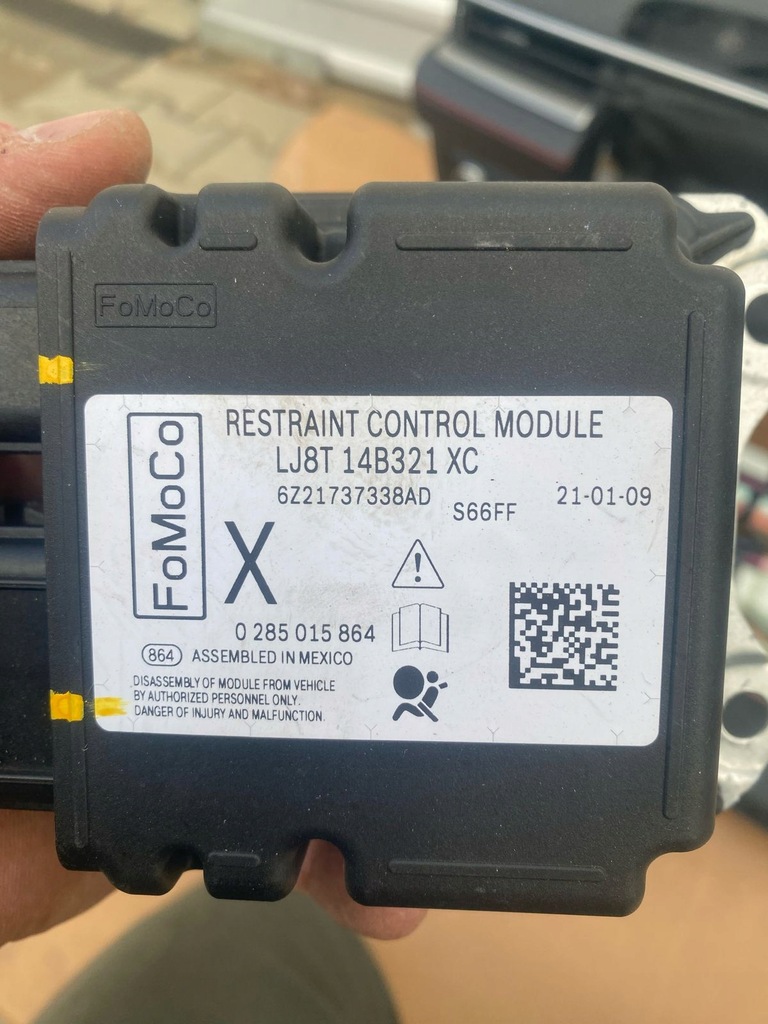 FoMoCo
FoMoCo
RESTRAINT CONTROL MODULE
LJ8T 14B321 XC
6Z21737338AD
S66FF
21-01-09
X
0 285 015 864
864 ASSEMBLED IN MEXICO
DISASSEMBLY OF MODULE FROM VEHICLE
BY AUTHORIZED PERSONNEL ONLY.
DANGER OF INJURY AND MALFUNCTION.